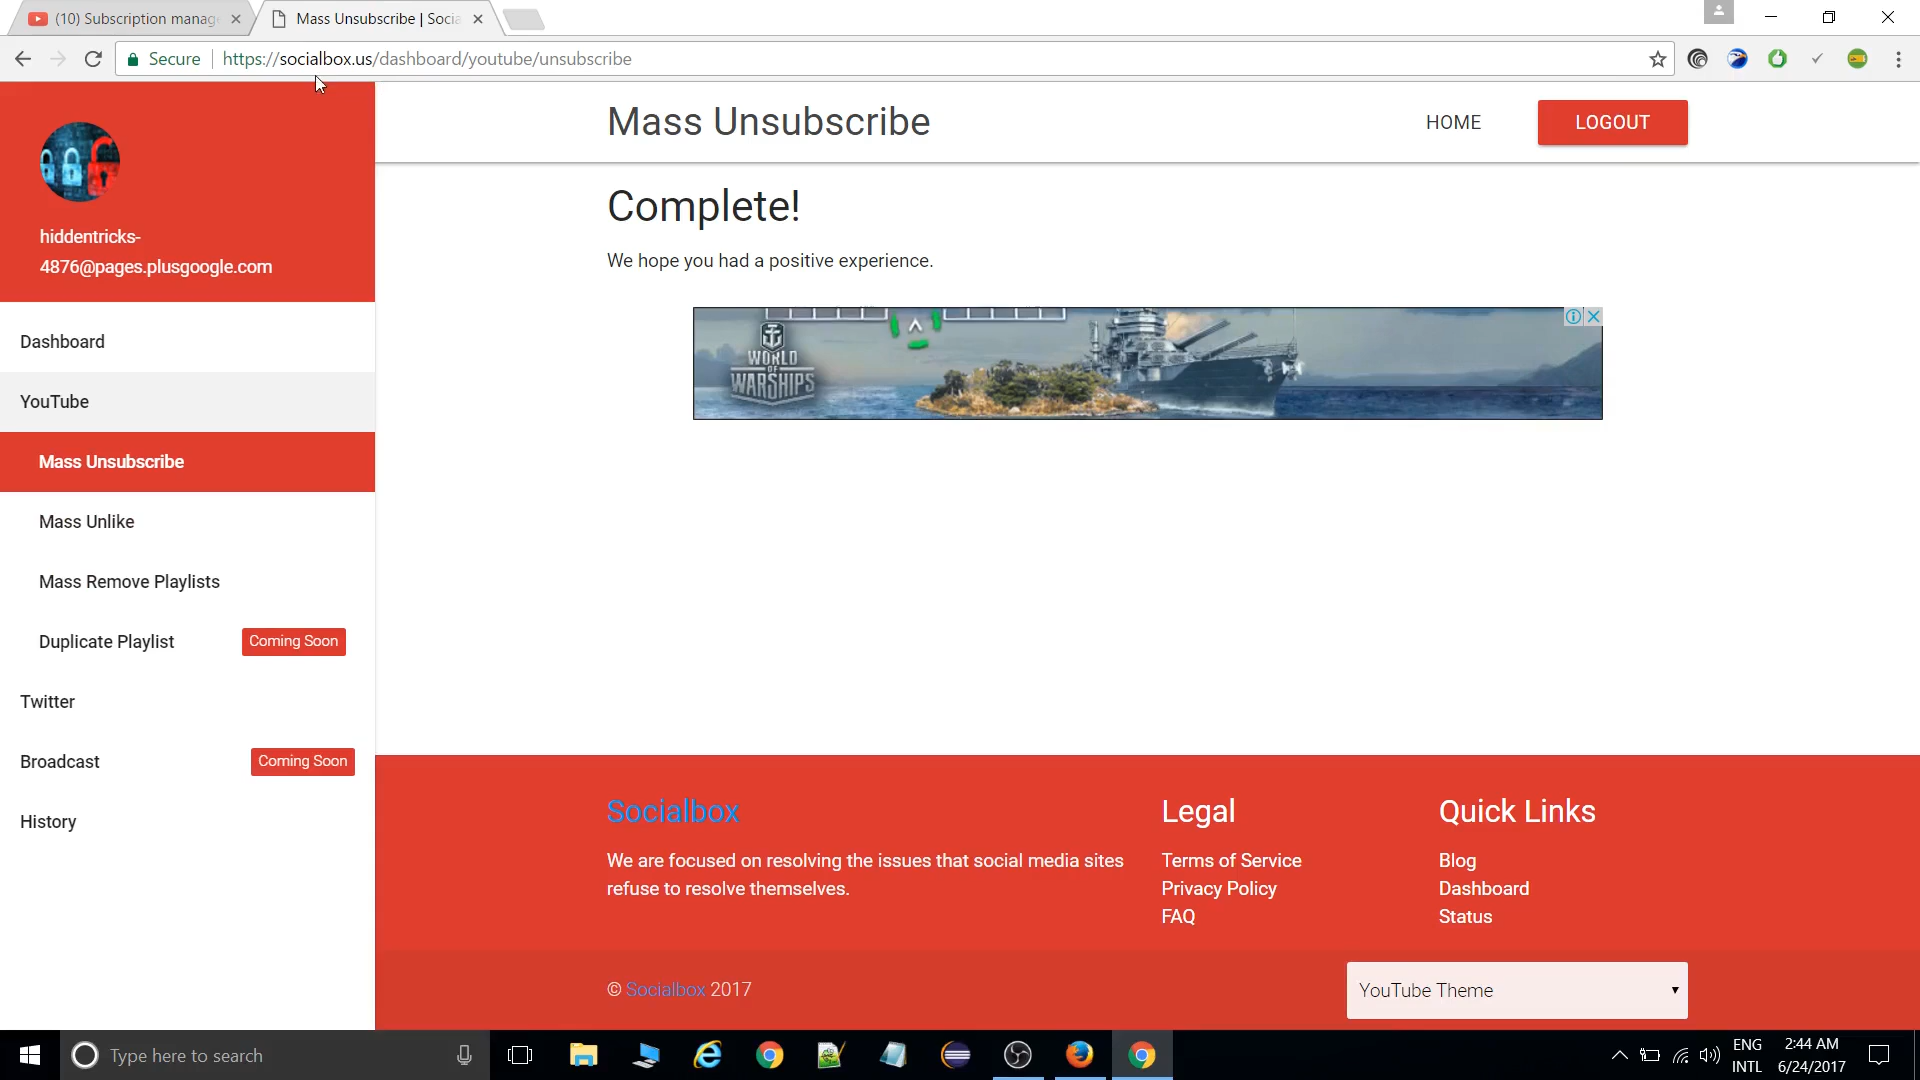 (10) Subscription manag
Mass Unsubscribe | Socia
Secure
https://socialbox.us/dashboard/youtube/unsubscribe
hiddentricks-
4876@pages.plusgoogle.com
Dashboard
YouTube
Mass Unsubscribe
Mass Unlike
Mass Remove Playlists
Duplicate Playlist
Coming Soon
Twitter
Broadcast
Coming Soon
History
Mass Unsubscribe
HOME
LOGOUT
Complete!
We hope you had a positive experience.
WORLD
OF
WARSHIPS
Socialbox
We are focused on resolving the issues that social media sites
refuse to resolve themselves.
Legal
Terms of Service
Privacy Policy
FAQ
Quick Links
Blog
Dashboard
Status
© Socialbox 2017
YouTube Theme
Type here to search
ENG
INTL
2:44 AM
6/24/2017